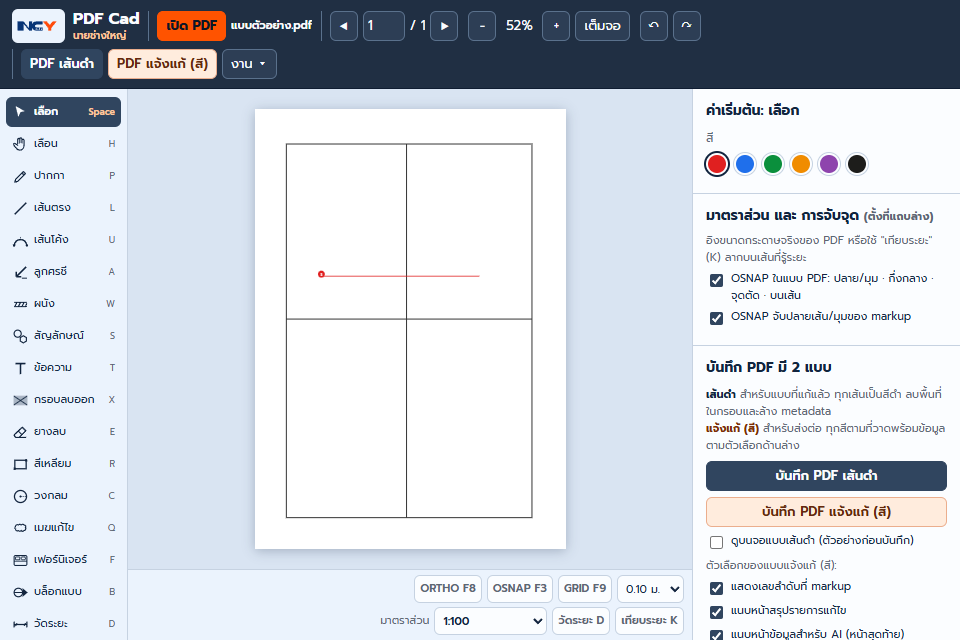 INCY
PDF Cad
นายช่างใหญ่
เปิด PDF
แบบตัวอย่าง.pdf
◄
1
/ 1
►
-
52%
+
เต็มจอ
PDF เส้นดำ
PDF แจ้งแก้ (สี)
งาน
เลือก Space
เลื่อน H
ปากกา P
เส้นตรง L
เส้นโค้ง U
ลูกศรชี้ A
ผนัง W
สัญลักษณ์ S
ข้อความ T
กรอบลบออก X
ยางลบ E
สี่เหลี่ยม R
วงกลม C
เมฆแก้ไข Q
เฟอร์นิเจอร์ F
บล็อกแบบ B
วัดระยะ D
ORTHO F8
OSNAP F3
GRID F9
0.10 ม.
มาตราส่วน
1:100
วัดระยะ D
เทียบระยะ K
ค่าเริ่มต้น: เลือก
สี
มาตราส่วน และ การจับจุด (ตั้งที่แถบล่าง)
อิงขนาดกระดาษจริงของ PDF หรือใช้ "เทียบระยะ"
(K) ลากบนเส้นที่รู้ระยะ
OSNAP ในแบบ PDF: ปลาย/มุม · กึ่งกลาง ·
จุดตัด · บนเส้น
OSNAP จับปลายเส้น/มุมของ markup
บันทึก PDF มี 2 แบบ
เส้นดำ สำหรับแบบที่แก้แล้ว ทุกเส้นเป็นสีดำ ลบพื้นที่
ในกรอบและล้าง metadata
แจ้งแก้ (สี) สำหรับส่งต่อ ทุกสีตามที่วาดพร้อมข้อมูล
ตามตัวเลือกด้านล่าง
บันทึก PDF เส้นดำ
บันทึก PDF แจ้งแก้ (สี)
ดูบนจอแบบเส้นดำ (ตัวอย่างก่อนบันทึก)
ตัวเลือกของแบบแจ้งแก้ (สี):
แสดงเลขลำดับที่ markup
แนบหน้าสรุปรายการแก้ไข
แนบหน้าข้อมูลสำหรับ AI (หน้าสุดท้าย)